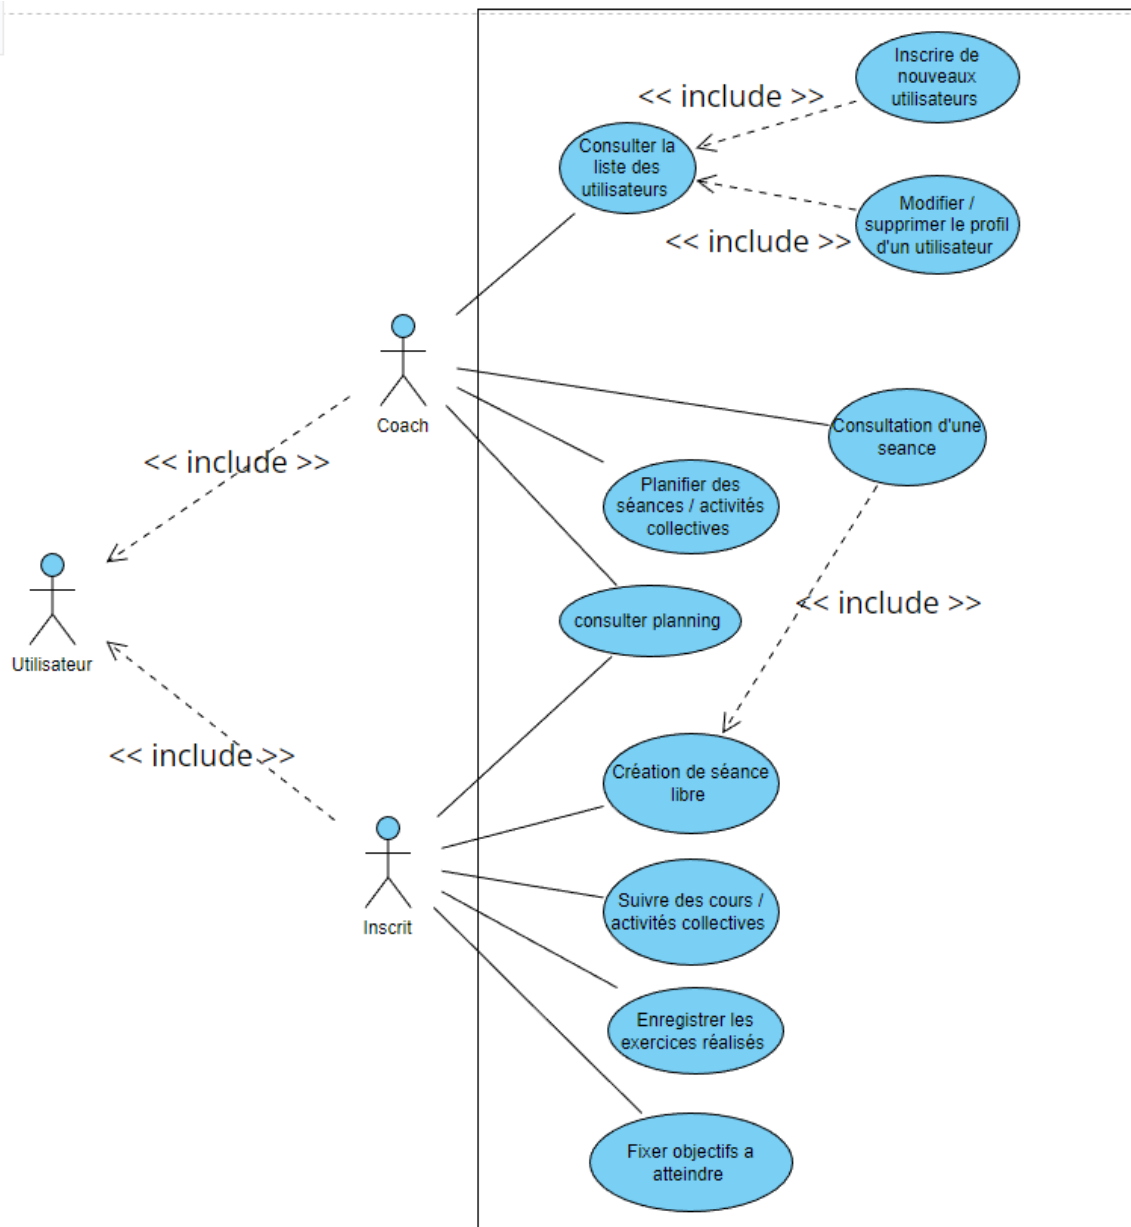 Inscrire de
nouveaux
utilisateurs
<< include >>
Consulter la
liste des
utilisateurs
Modifier /
supprimer le profil
d'un utilisateur
<< include >>
Coach
Consultation d'une
seance
<< include >>
Planifier des
séances / activités
collectives
<< include >>
consulter planning
Utilisateur
<< include >>
Création de séance
libre
Inscrit
Suivre des cours /
activités collectives
Enregistrer les
exercices réalisés
Fixer objectifs a
atteindre